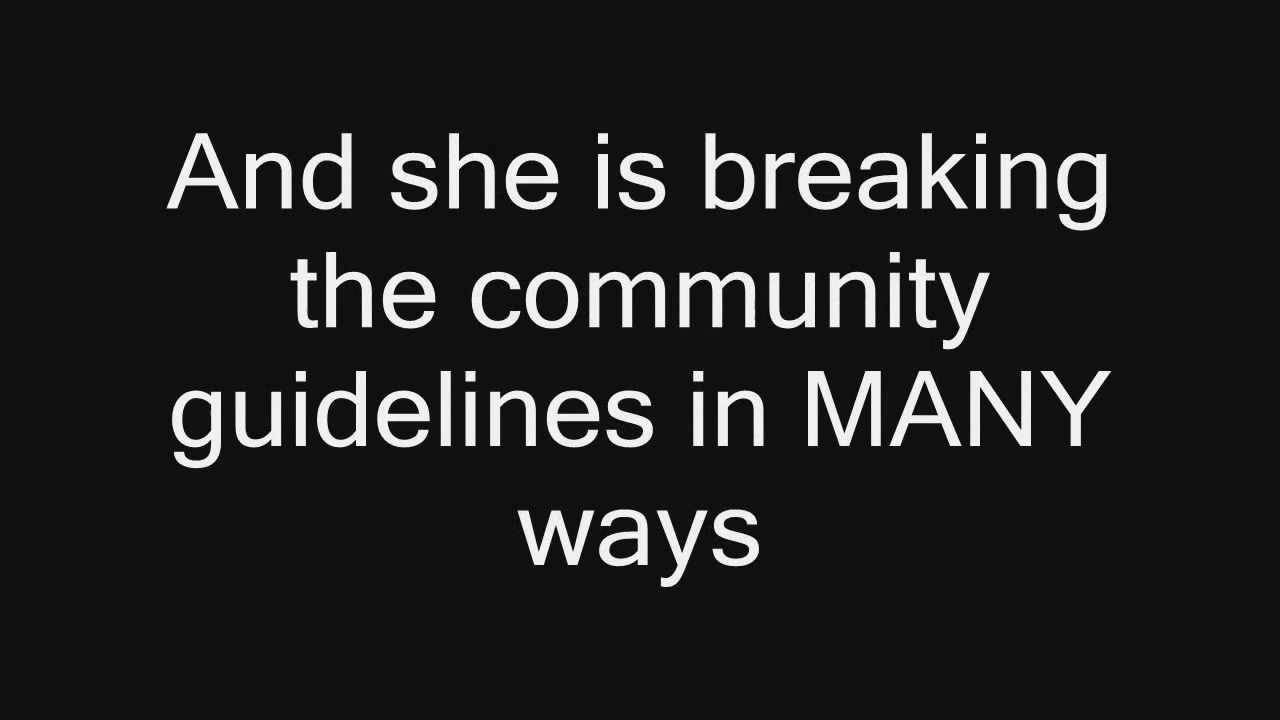 And she is breaking
the community
guidelines in MANY
ways